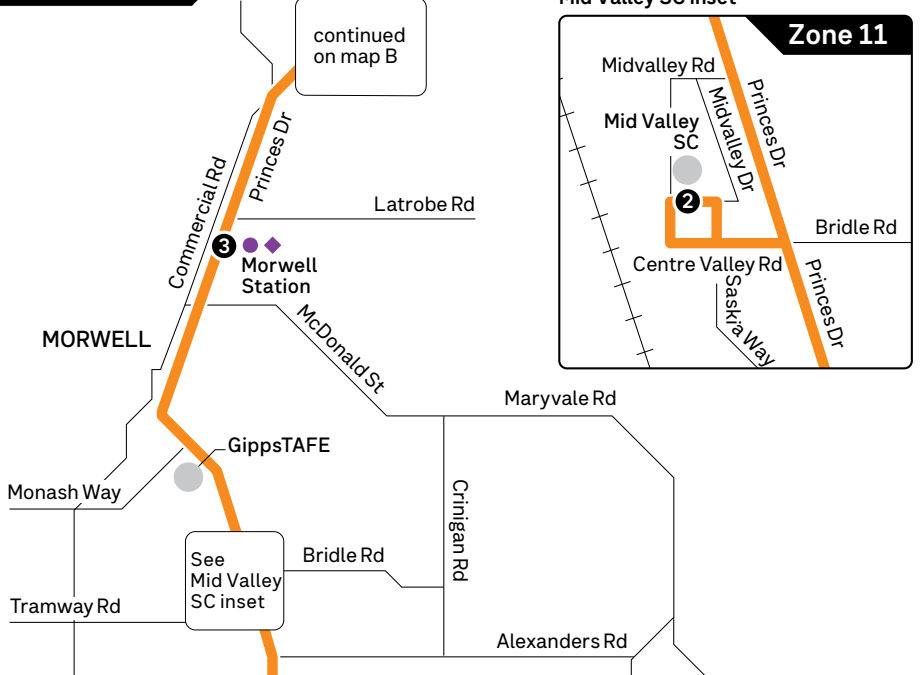 Mid Valley SC inset
continued
on map B
Zone 11
Midvalley Rd
Princes Dr
Midvalley Dr
Mid Valley
SC
2
Bridle Rd
Centre Valley Rd
Princes Dr
Saskia Way
Commercial Rd
Princes Dr
Latrobe Rd
3
Morwell
Station
McDonald St
MORWELL
Maryvale Rd
GippsTAFE
Monash Way
Crinigan Rd
See
Mid Valley
SC inset
Bridle Rd
Tramway Rd
Alexanders Rd